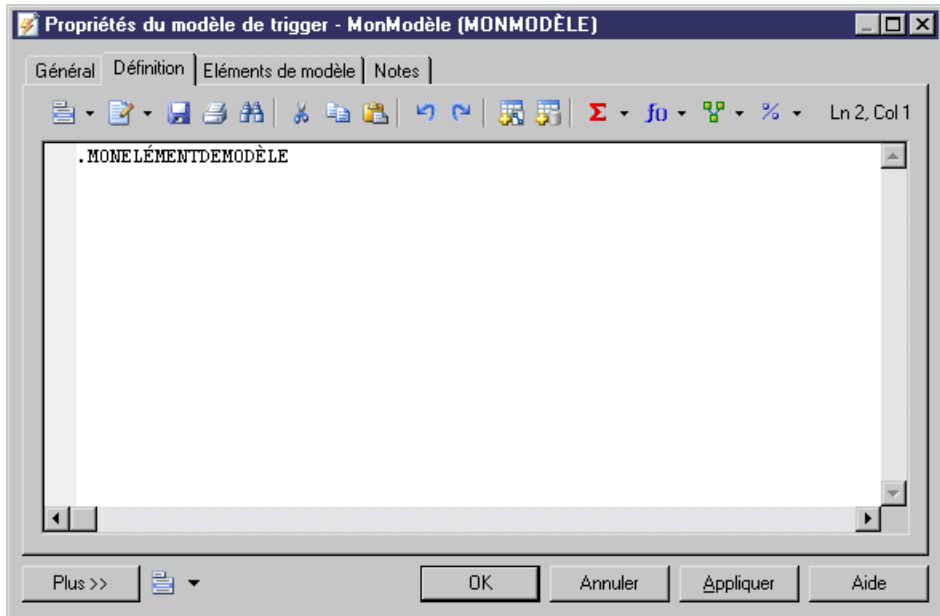 Propriétés du modèle de trigger - MonModèle (MONMODÈLE)
Général Définition Eléments de modèle Notes
Σ f() % Ln 2, Col 1
.MONELÉMENTDEMODÈLE
Plus >> OK Annuler Appliquer Aide